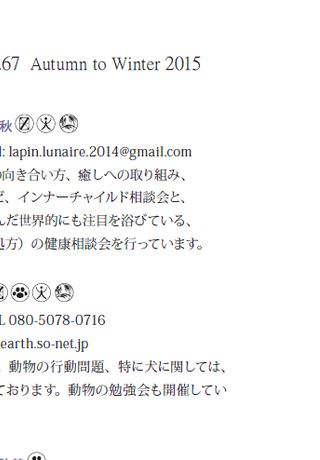 .67 Autumn to Winter 2015
秋
l: lapin.lunaire.2014@gmail.com
の向き合い方、癒しへの取り組み、
ど、インナーチャイルド相談会と、
んだ世界的にも注目を浴びている、
処方）の健康相談会を行っています。
L 080-5078-0716
earth.so-net.jp
、動物の行動問題、特に犬に関しては、
ております。動物の勉強会も開催してい